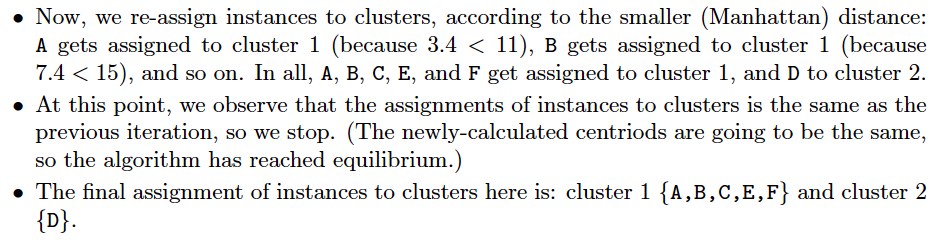 • Now, we re-assign instances to clusters, according to the smaller (Manhattan) distance:
A gets assigned to cluster 1 (because 3.4 < 11), B gets assigned to cluster 1 (because
7.4 < 15), and so on. In all, A, B, C, E, and F get assigned to cluster 1, and D to cluster 2.
• At this point, we observe that the assignments of instances to clusters is the same as the
previous iteration, so we stop. (The newly-calculated centriods are going to be the same,
so the algorithm has reached equilibrium.)
• The final assignment of instances to clusters here is: cluster 1 {A,B,C,E,F} and cluster 2
{D}.